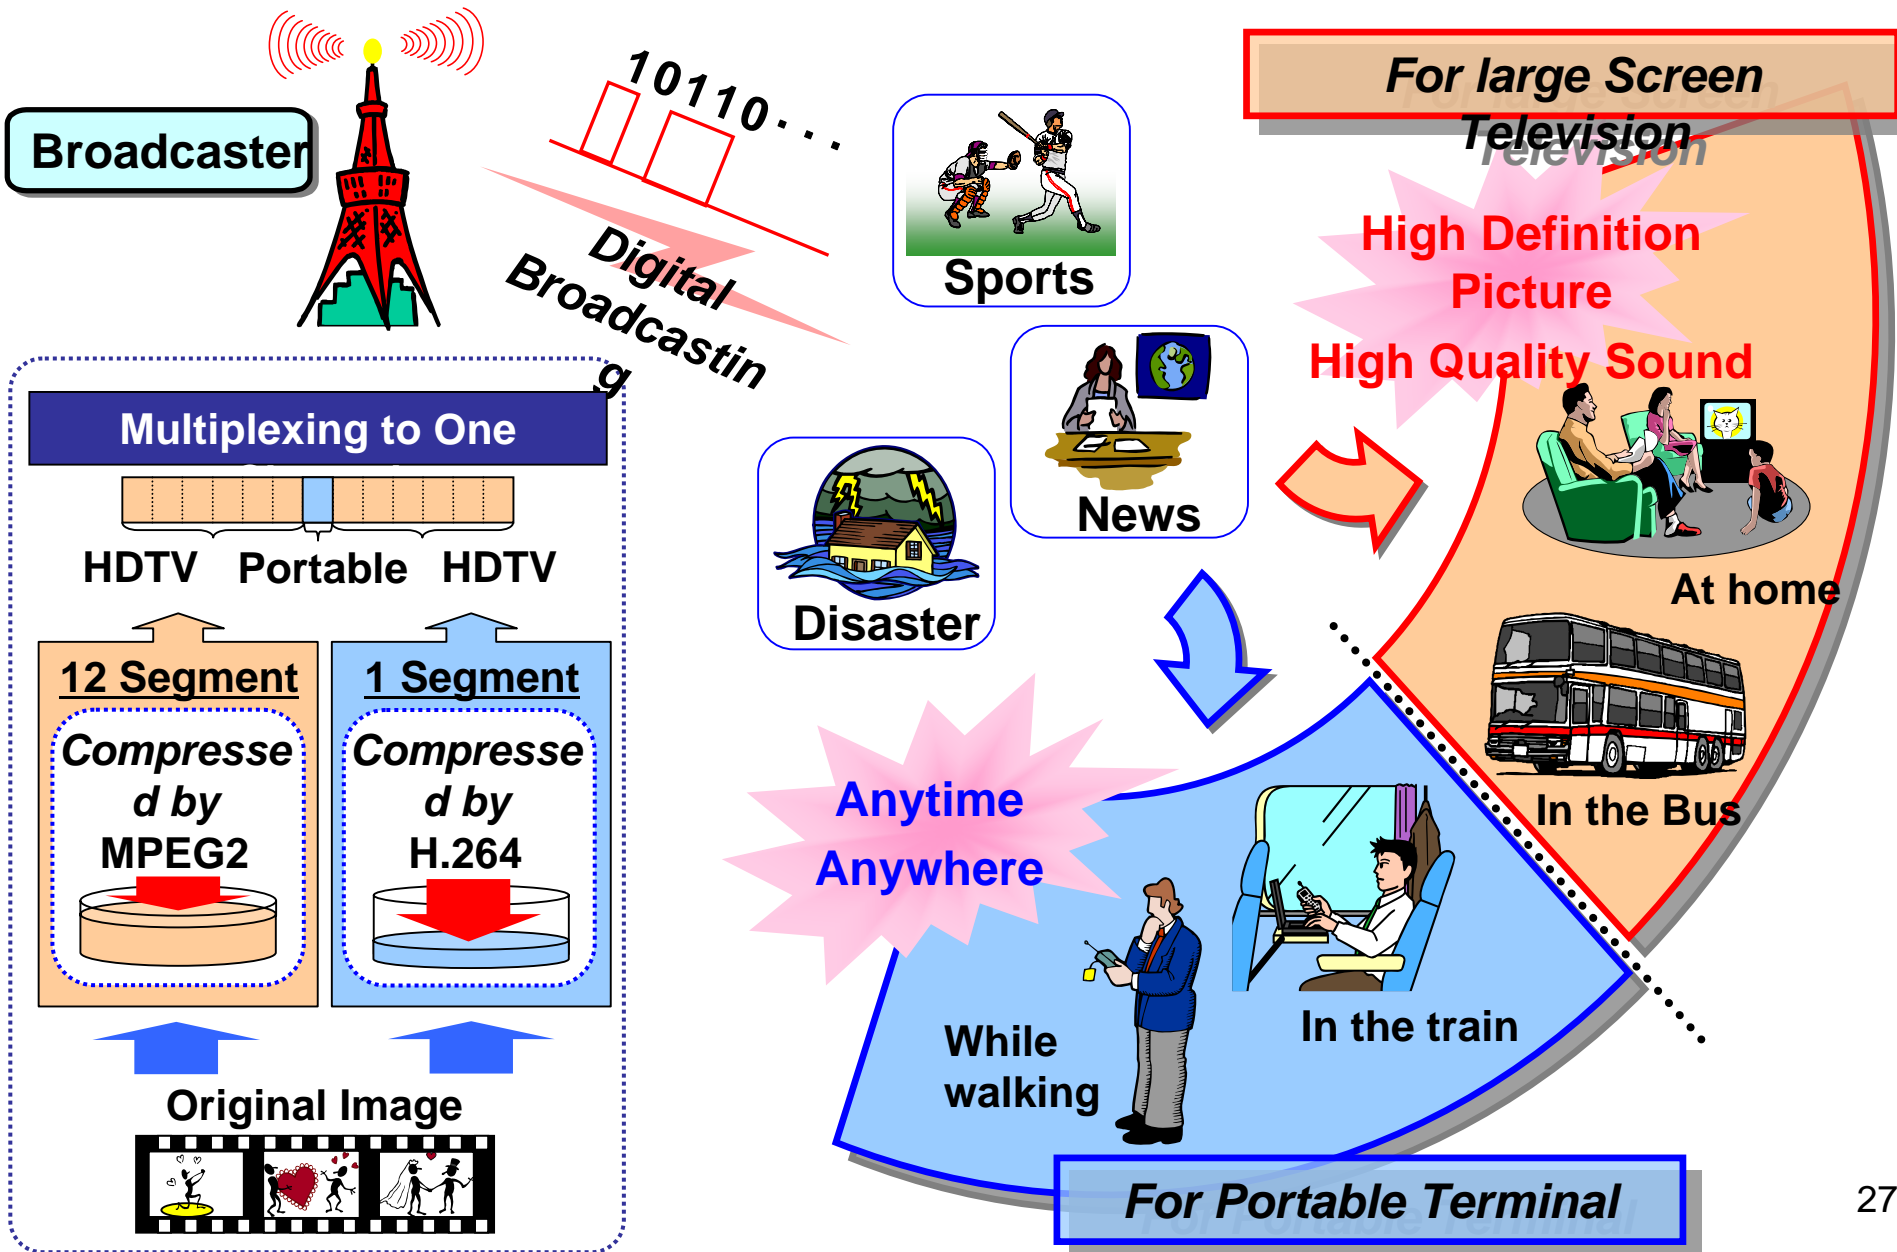 Broadcaster
10110···
Digital
Broadcastin
g
Sports
News
Disaster
For large Screen
Television
High Definition
Picture
High Quality Sound
At home
In the Bus
Multiplexing to One
HDTV Portable HDTV
12 Segment
Compresse
d by
MPEG2
1 Segment
Compresse
d by
H.264
Original Image
Anytime
Anywhere
While
walking
In the train
For Portable Terminal
27